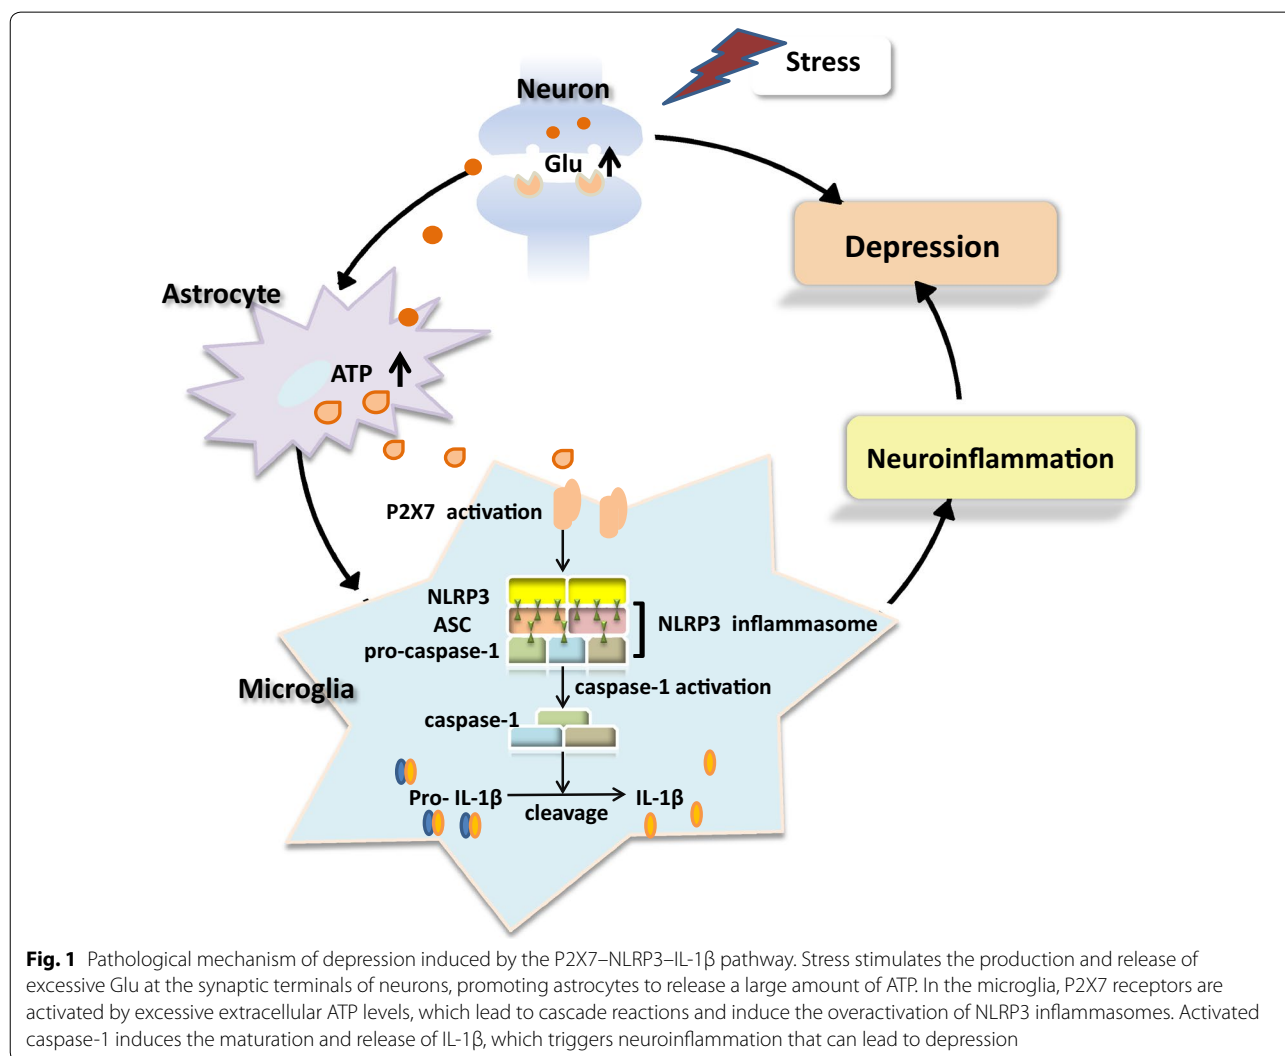 Stress
Neuron
Glu
Depression
Astrocyte
ATP
Neuroinflammation
P2X7 activation
NLRP3
ASC
NLRP3 inflammasome
pro-caspase-1
Microglia
caspase-1 activation
caspase-1
Pro- IL-1β
IL-1β
cleavage
Fig. 1 Pathological mechanism of depression induced by the P2X7–NLRP3–IL-1β pathway. Stress stimulates the production and release of
excessive Glu at the synaptic terminals of neurons, promoting astrocytes to release a large amount of ATP. In the microglia, P2X7 receptors are
activated by excessive extracellular ATP levels, which lead to cascade reactions and induce the overactivation of NLRP3 inflammasomes. Activated
caspase-1 induces the maturation and release of IL-1β, which triggers neuroinflammation that can lead to depression